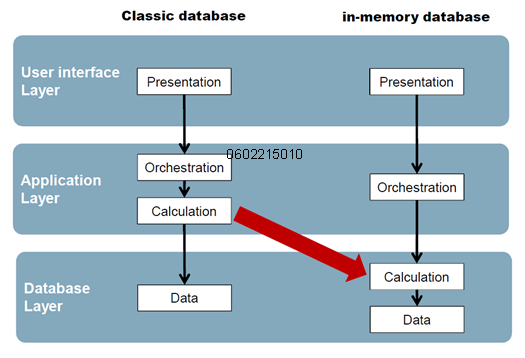 Classic database
in-memory database
User interface
Layer
Presentation
Presentation
0602215010
Application
Layer
Orchestration
Orchestration
Calculation
Database
Layer
Calculation
Data
Data